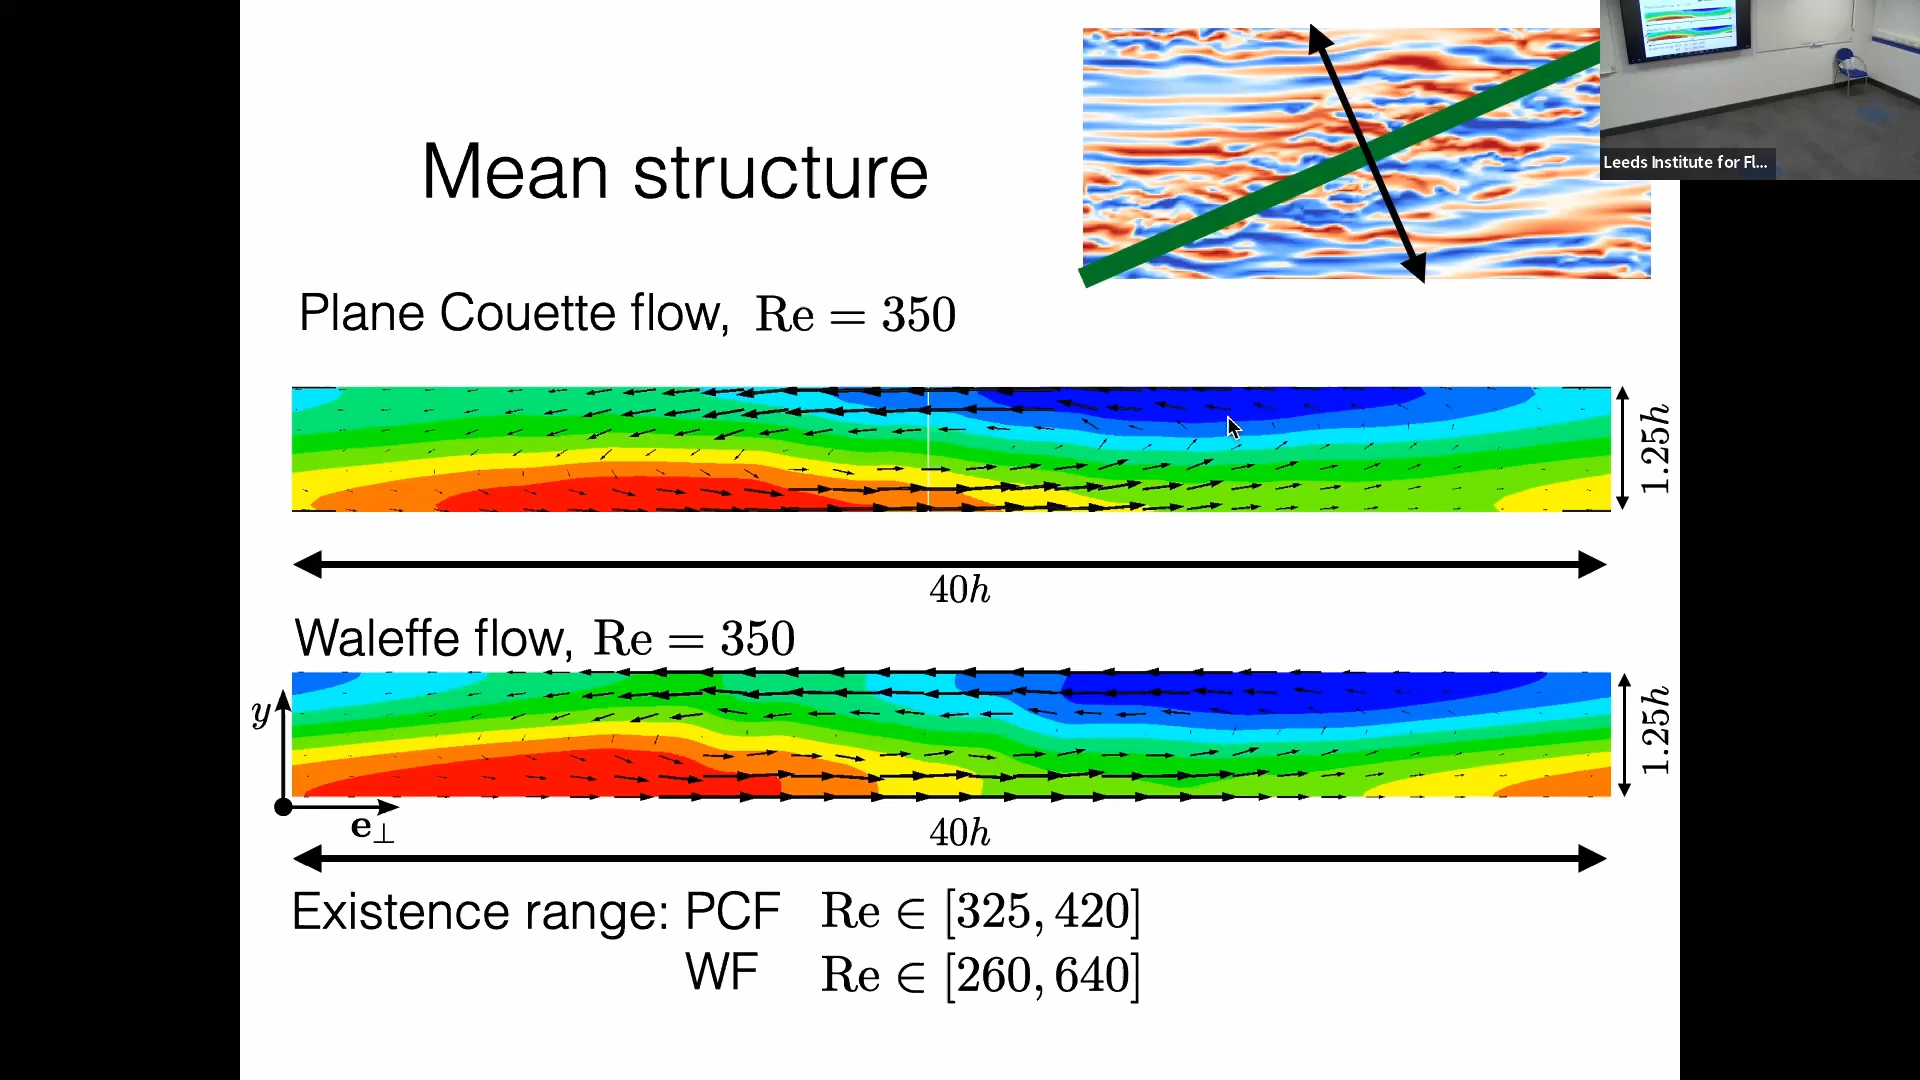 Leeds Institute for Fl...
Mean structure
Plane Couette flow, Re = 350
1.25h
40h
Waleffe flow, Re = 350
y
1.25h
e⊥
40h
Existence range: PCF Re ∈ [325, 420]
WF Re ∈ [260, 640]